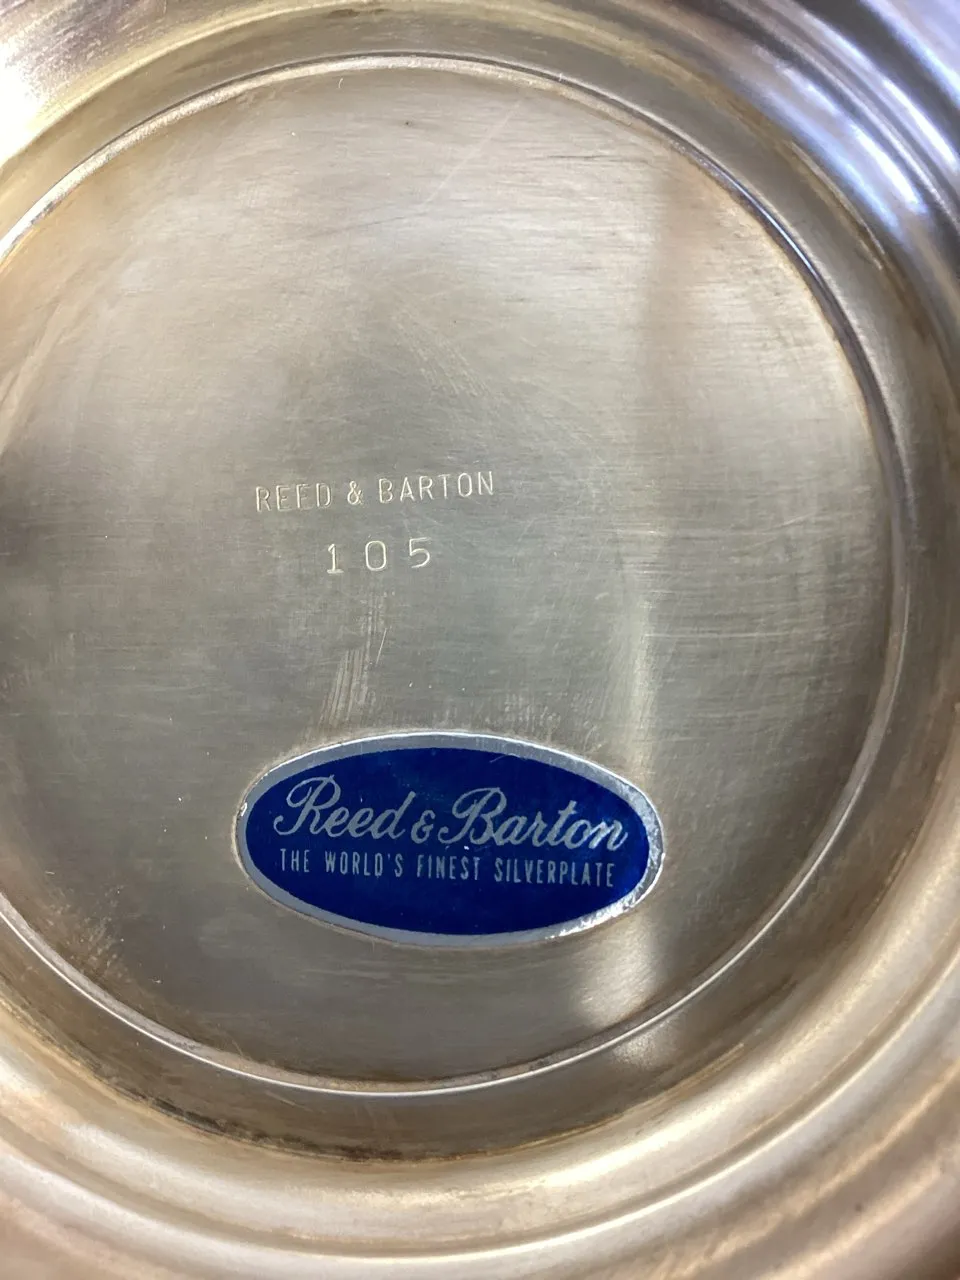 REED & BARTON
105
Reed & Barton
THE WORLD'S FINEST SILVERPLATE